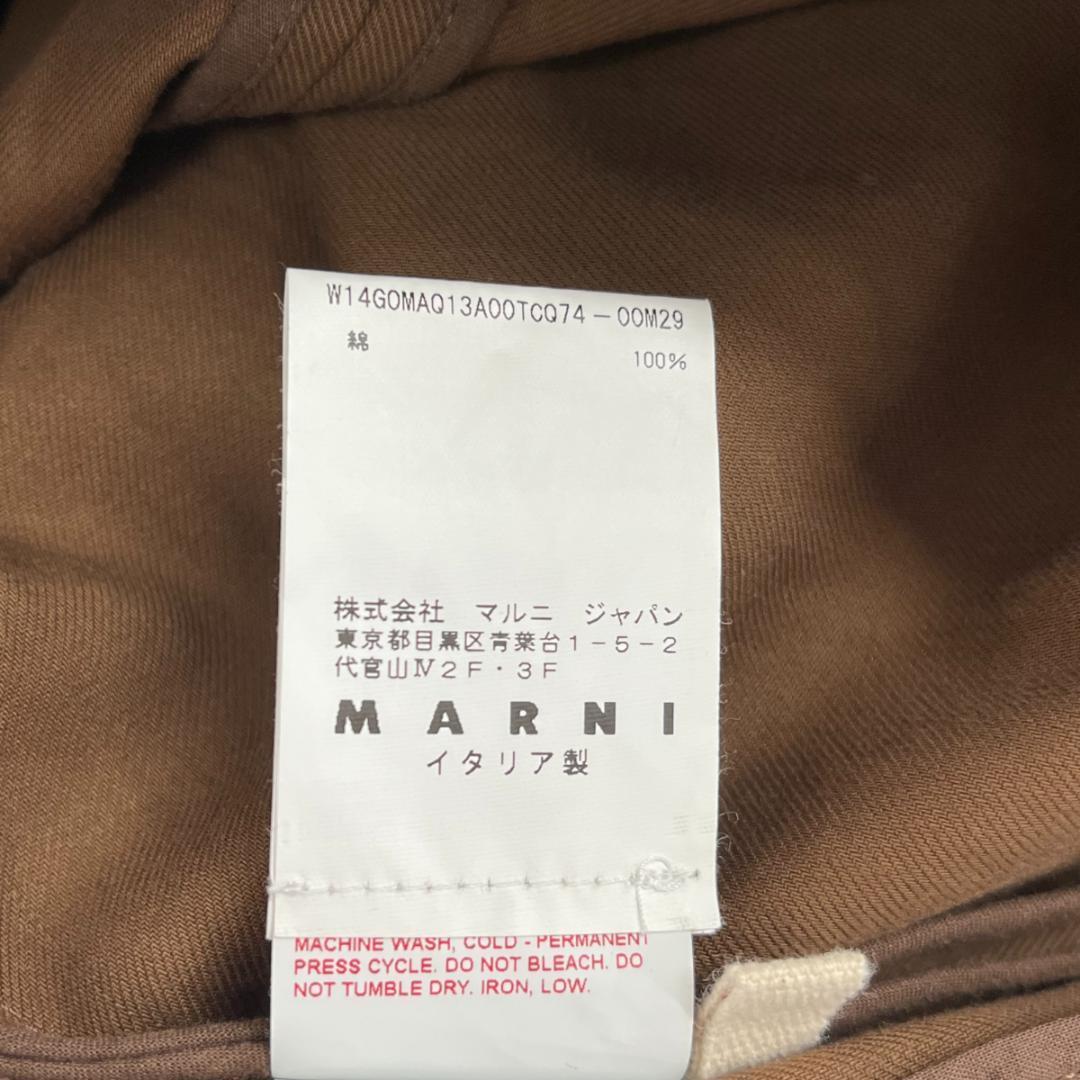 W14GOMAQ13A00TCQ74-00M29
綿 100%
株式会社 マルニ ジャパン
東京都目黒区青葉台1-5-2
代官山Ⅳ2F・3F
MARNI
イタリア製
MACHINE WASH, COLD - PERMANENT
PRESS CYCLE. DO NOT BLEACH. DO
NOT TUMBLE DRY. IRON, LOW.